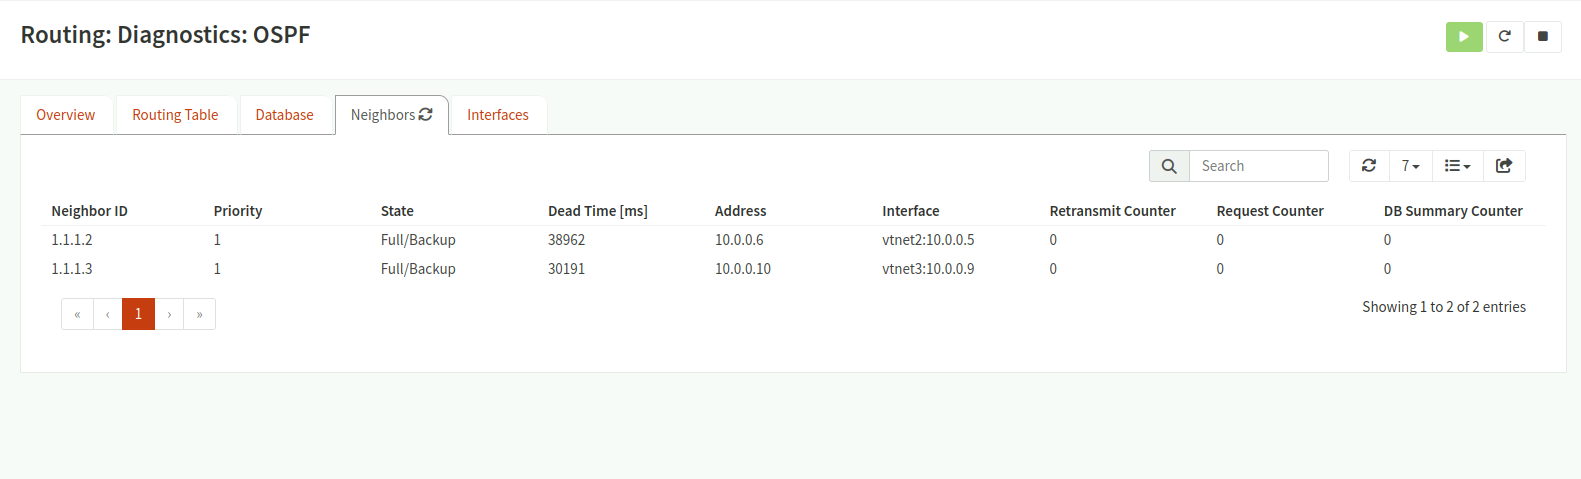 Routing: Diagnostics: OSPF
Overview Routing Table Database Neighbors Interfaces
Search 7
Neighbor ID Priority State Dead Time [ms] Address Interface Retransmit Counter Request Counter DB Summary Counter
1.1.1.2 1 Full/Backup 38962 10.0.0.6 vtnet2:10.0.0.5 0 0 0
1.1.1.3 1 Full/Backup 30191 10.0.0.10 vtnet3:10.0.0.9 0 0 0
« ‹ 1 › » Showing 1 to 2 of 2 entries